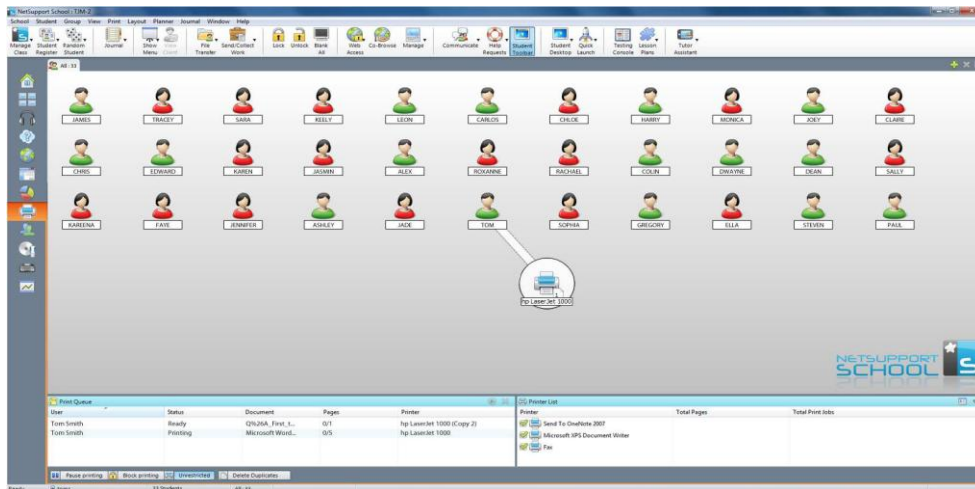 NetSupport School : TIM-2
School Student Group View Print Layout Planner Journal Window Help
Manage Class
Student Register
Random Student
Journal
Show Menu
File Transfer
Send/Collect Work
Lock
Unlock
Blank All
Web Access
Co-Browse
Manage
Communicate
Help Requests
Student Toolbar
Student Desktop
Quick Launch
Testing Console
Lesson Plans
Tutor Assistant
All: 33
JAMES TRACEY SARA KEELY LEON CARLOS CHLOE HARRY MONICA JOEY CLAIRE
CHRIS EDWARD KAREN JASMIN ALEX ROXANNE RACHAEL COLIN DWAYNE DEAN SALLY
KAREENA FAYE JENNIFER ASHLEY JADE TOM SOPHIA GREGORY ELLA STEVEN PAUL
1
hp LaserJet 1000
NETSUPPORT
SCHOOL
Print Queue
User Status Document Pages Printer
Tom Smith Ready Q%26A_First_t... 0/1 hp LaserJet 1000 (Copy 2)
Tom Smith Printing Microsoft Word... 0/5 hp LaserJet 1000
Printer List
Printer Total Pages Total Print Jobs
Send To OneNote 2007
Microsoft XPS Document Writer
Fax
Pause printing Block printing Unrestricted Delete Duplicates